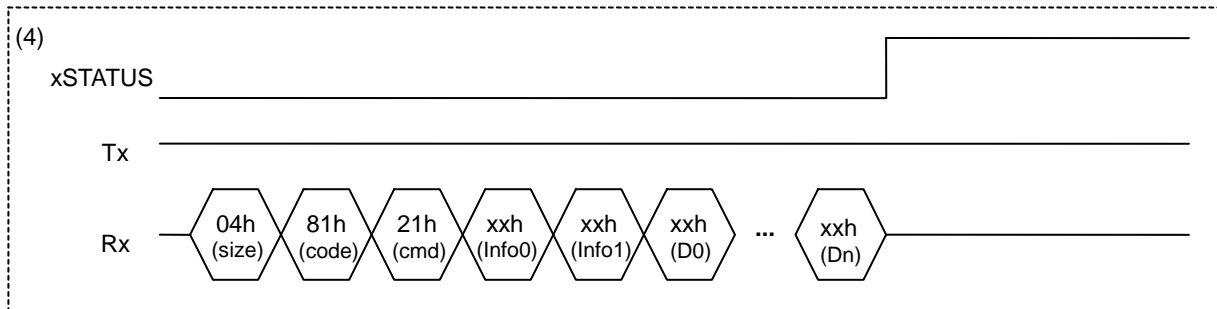 (4)
xSTATUS
Tx
Rx
04h
(size)
81h
(code)
21h
(cmd)
xxh
(Info0)
xxh
(Info1)
xxh
(D0)
...
xxh
(Dn)